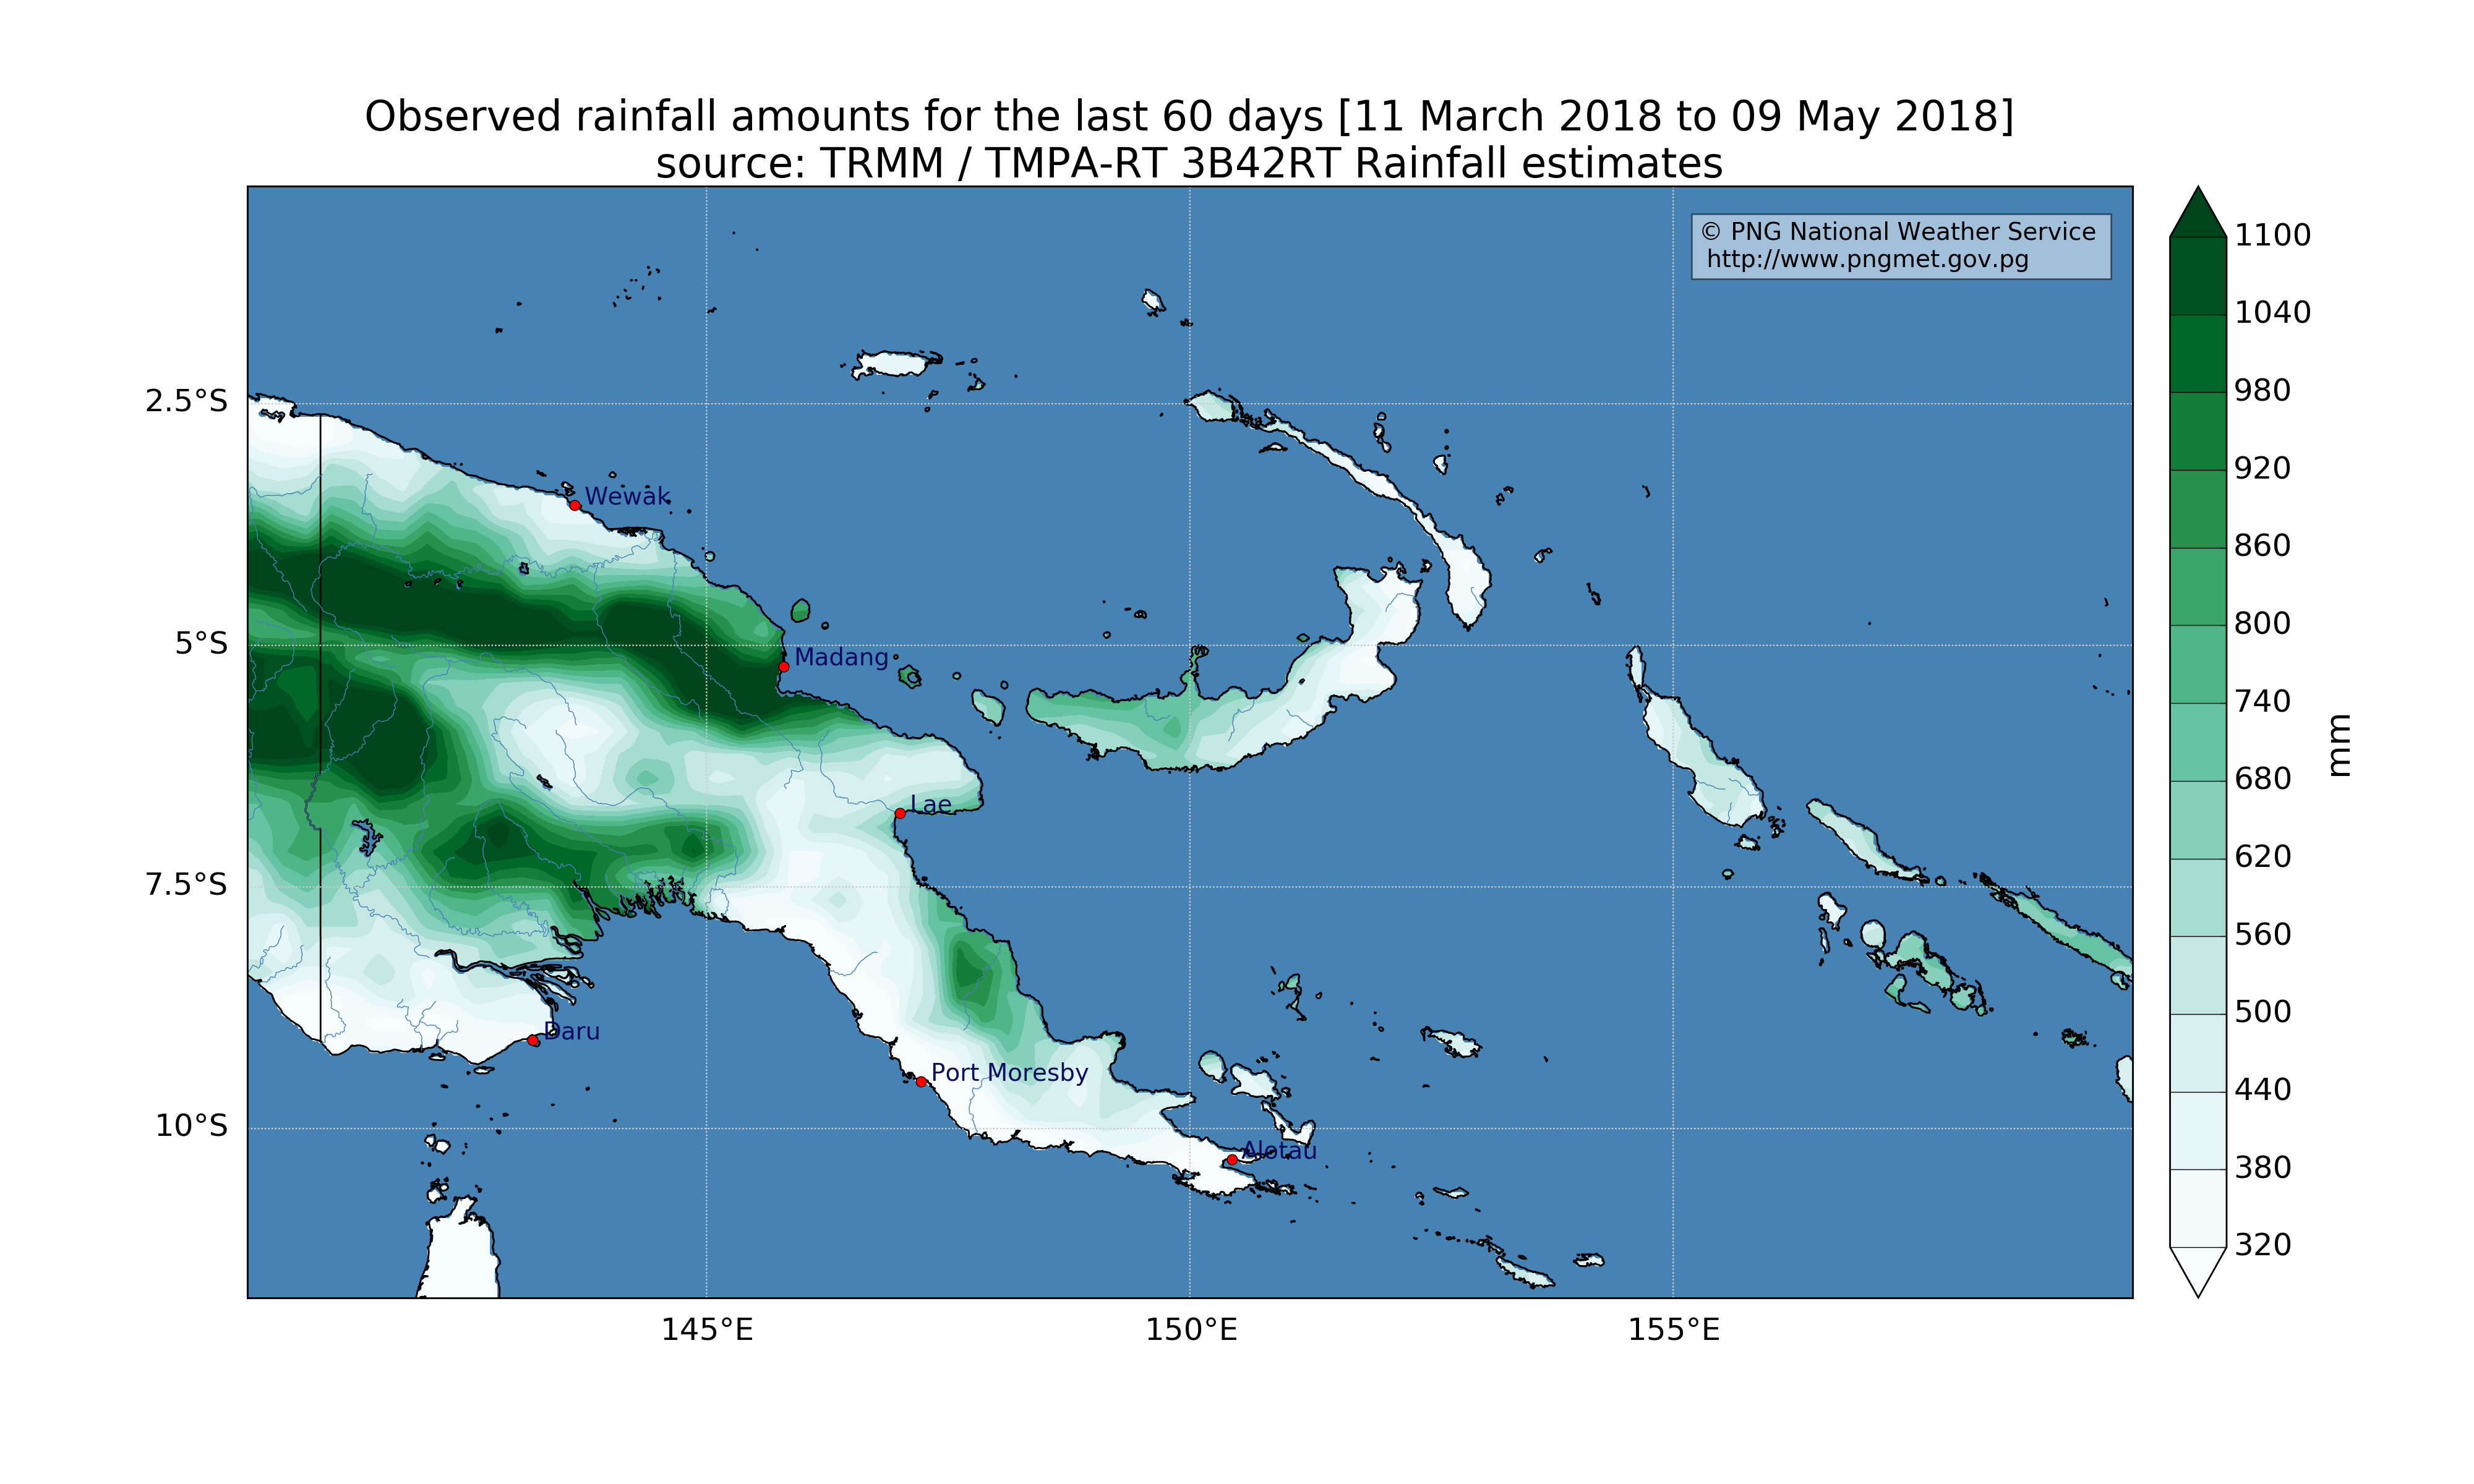 Observed rainfall amounts for the last 60 days [11 March 2018 to 09 May 2018]
source: TRMM / TMPA-RT 3B42RT Rainfall estimates
© PNG National Weather Service
http://www.pngmet.gov.pg
2.5°S
5°S
7.5°S
10°S
Wewak
Madang
Lae
Daru
Port Moresby
Alotau
145°E
150°E
155°E
1100
1040
980
920
860
800
740
680
620
560
500
440
380
320
mm